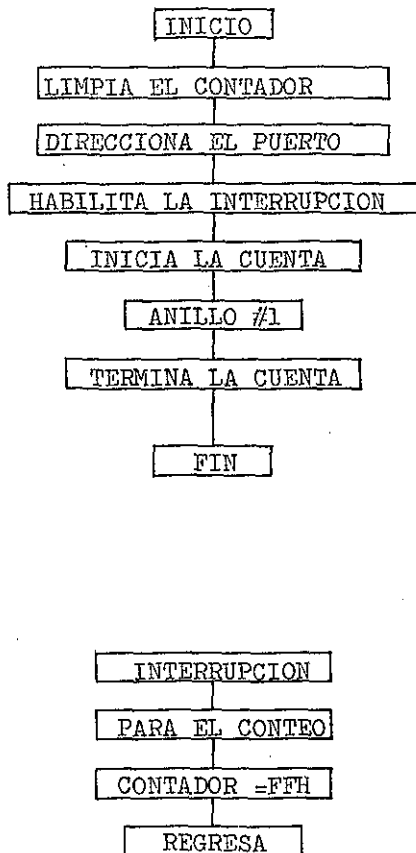 INICIO
LIMPIA EL CONTADOR
DIRECCIONA EL PUERTO
HABILITA LA INTERRUPCION
INICIA LA CUENTA
ANILLO #1
TERMINA LA CUENTA
FIN
INTERRUPCION
PARA EL CONTEO
CONTADOR =FFH
REGRESA